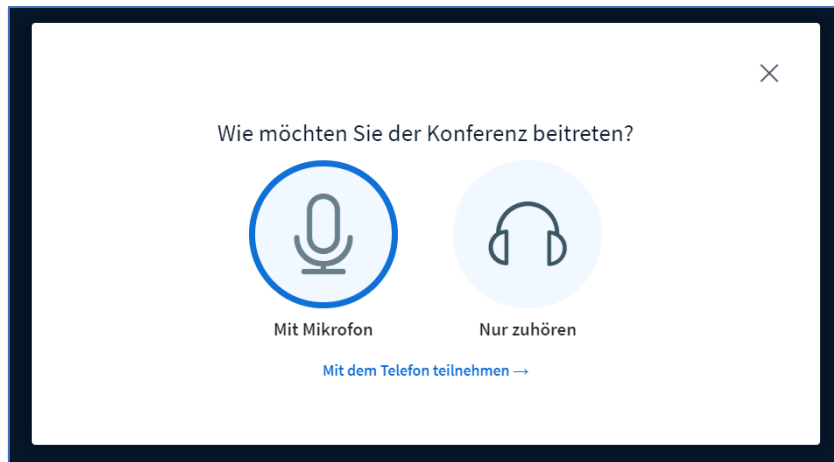 Wie möchten Sie der Konferenz beitreten?
Mit Mikrofon
Nur zuhören
Mit dem Telefon teilnehmen →